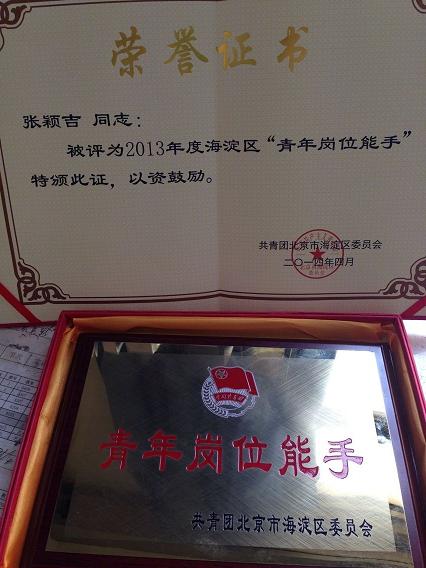 荣誉证书
张颖吉 同志：
被评为2013年度海淀区“青年岗位能手”
特颁此证，以资鼓励。
共青团北京市海淀区委员会
二〇一四年四月
青年岗位能手
共青团北京市海淀区委员会